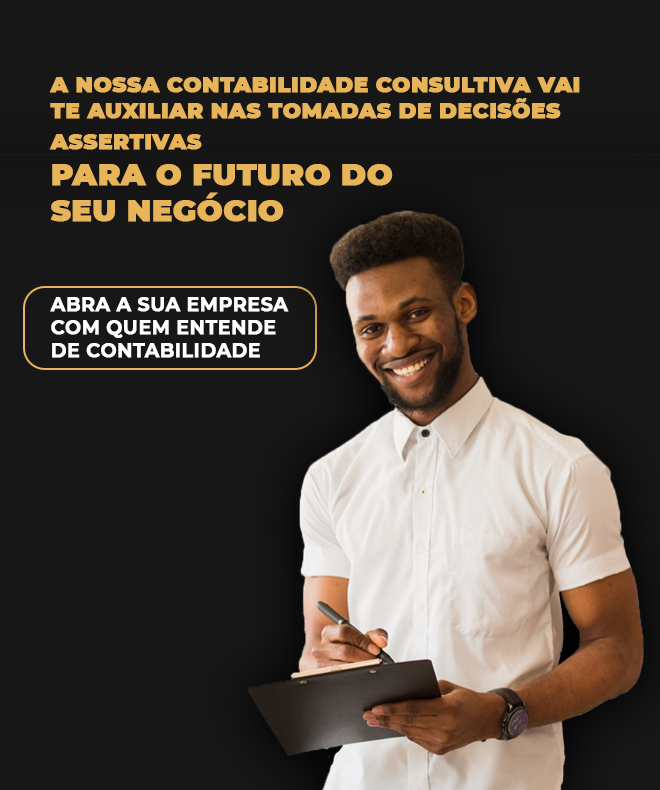 A NOSSA CONTABILIDADE CONSULTIVA VAI
TE AUXILIAR NAS TOMADAS DE DECISÕES
ASSERTIVAS
PARA O FUTURO DO
SEU NEGÓCIO
ABRA A SUA EMPRESA
COM QUEM ENTENDE
DE CONTABILIDADE